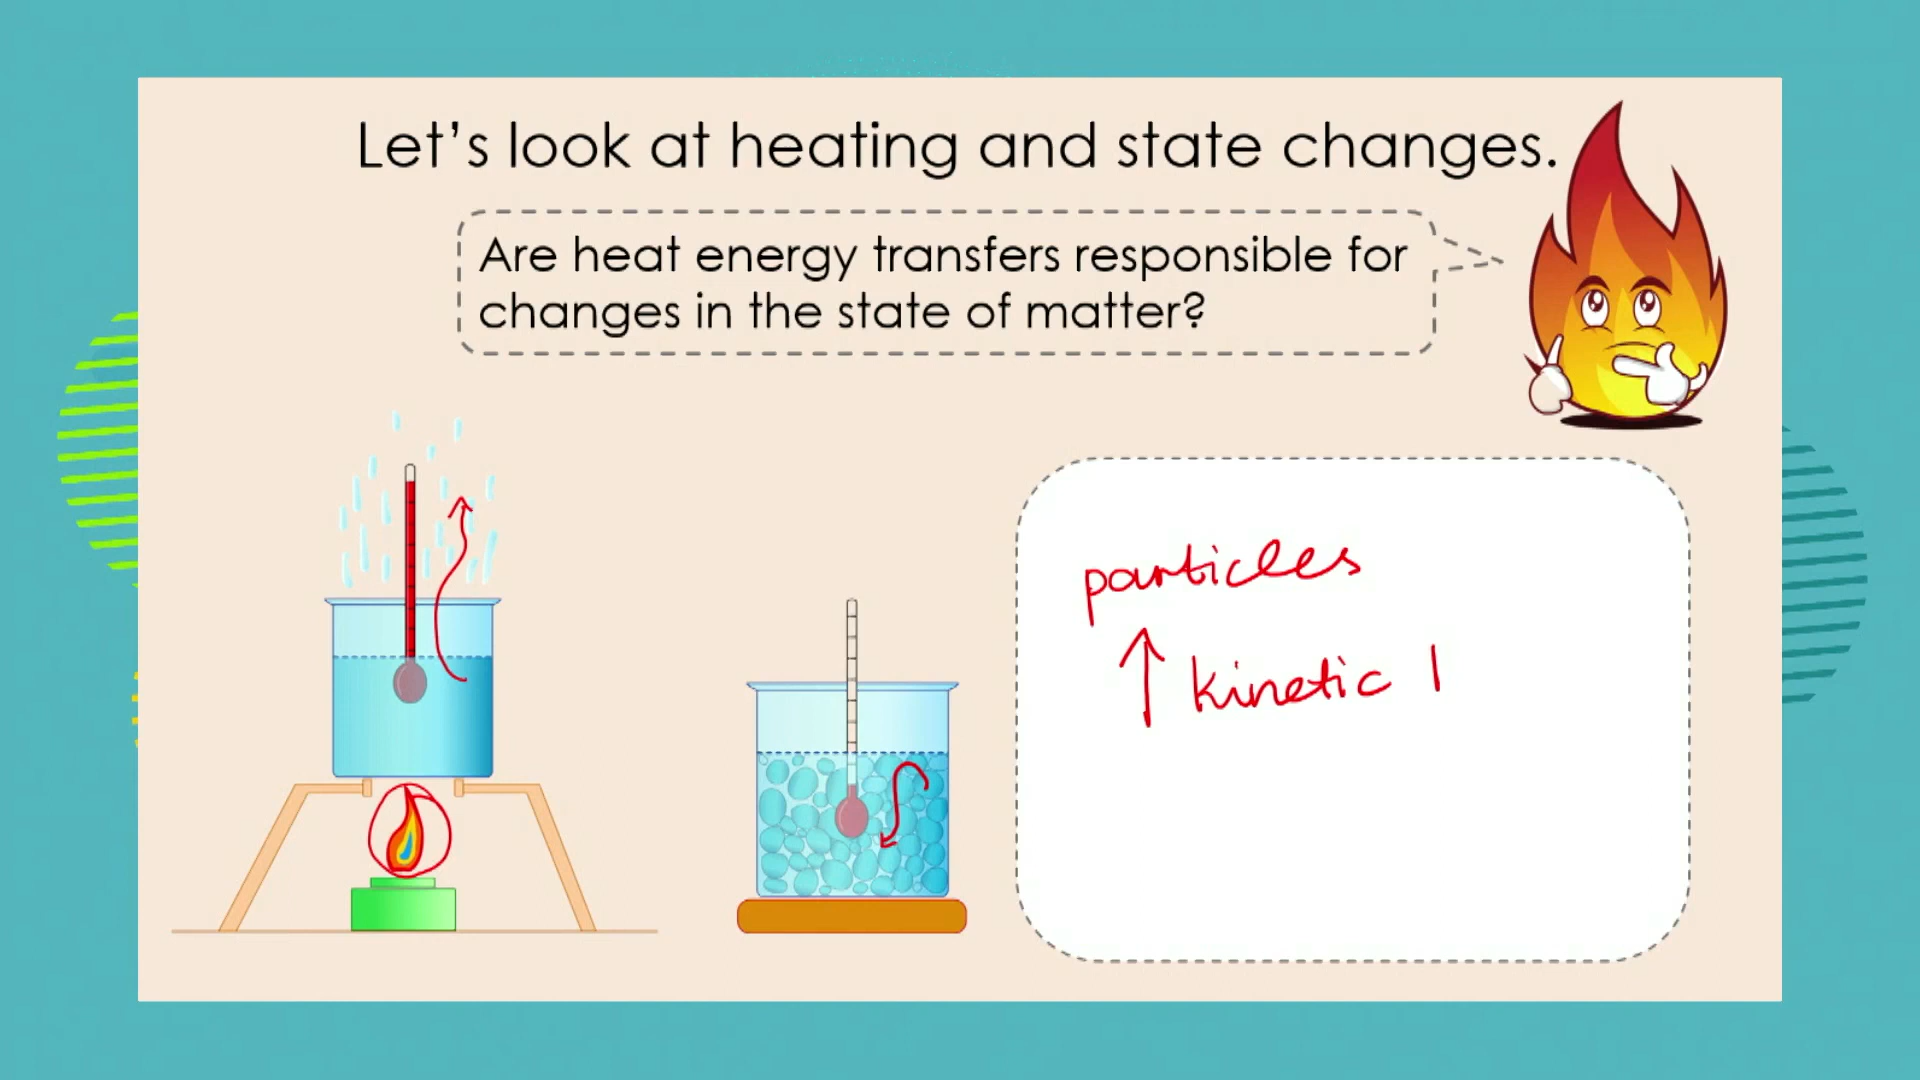 Let's look at heating and state changes.
Are heat energy transfers responsible for
changes in the state of matter?
particles
↑ kinetic